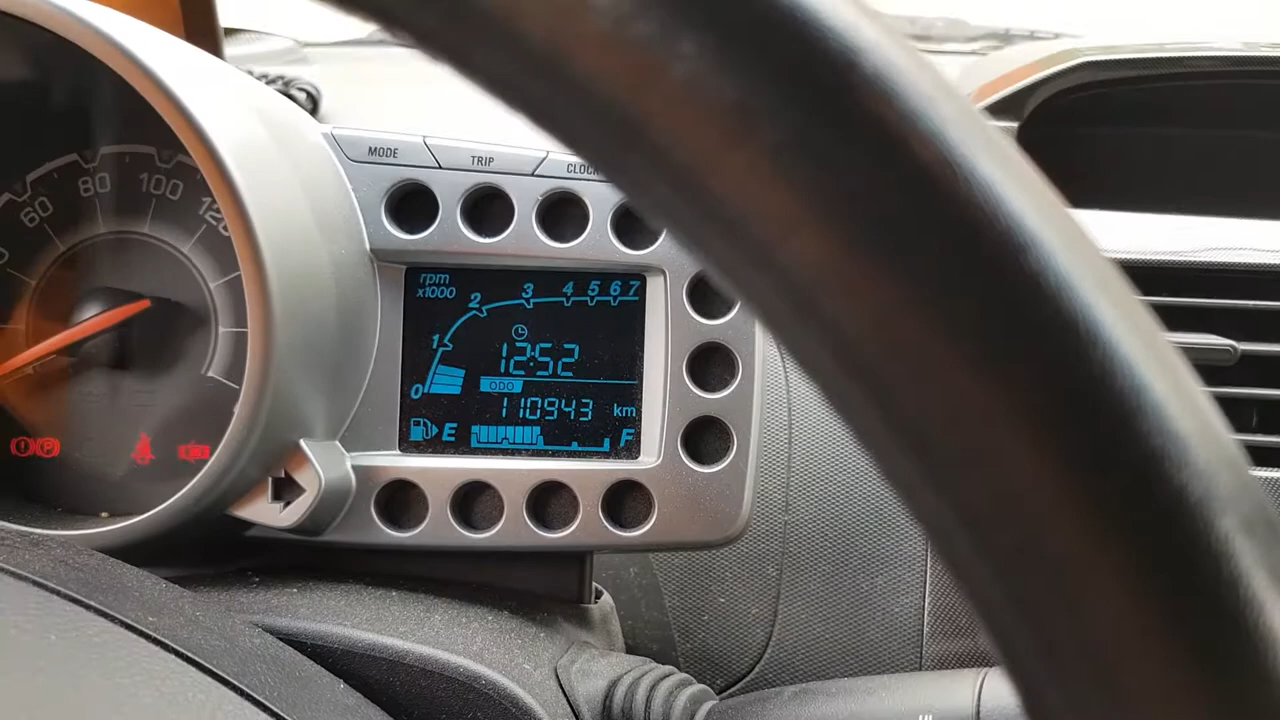 MODE TRIP CLOCK
60 80 100 120
rpm
x1000
0 1 2 3 4 5 6 7
12:52
ODO
110943 km
E F
! P